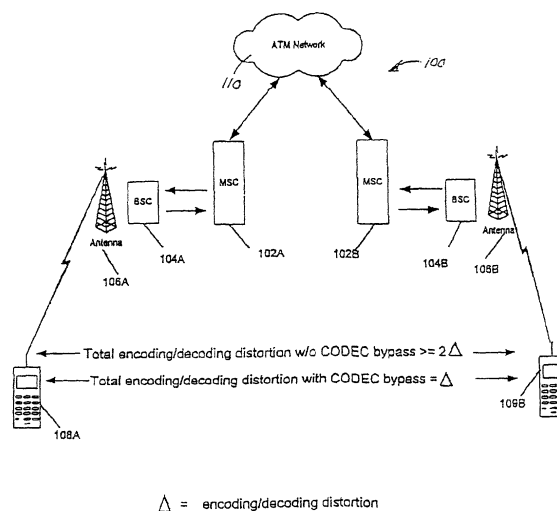 ATM Network
110
100
MSC
MSC
BSC
BSC
Antenna
Antenna
106A
104A
102A
102B
104B
106B
Total encoding/decoding distortion w/o CODEC bypass >= 2 Δ
Total encoding/decoding distortion with CODEC bypass = Δ
108A
109B
Δ = encoding/decoding distortion